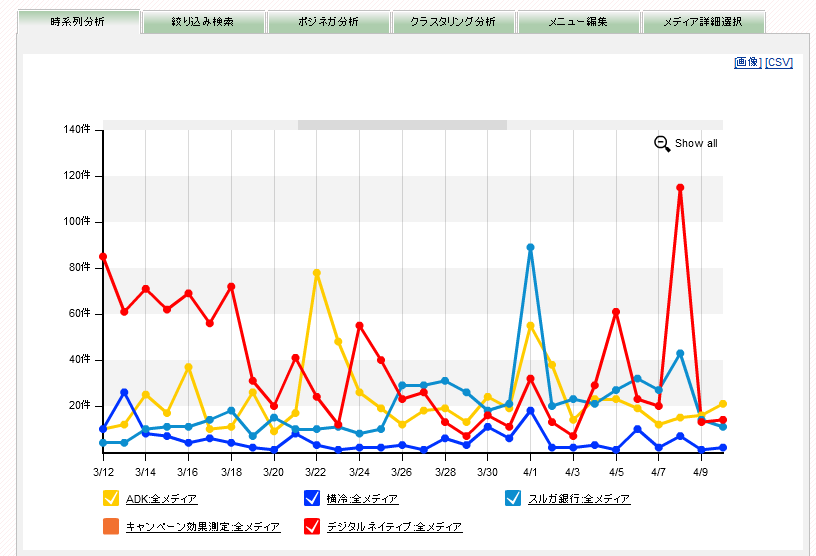 時系列分析 絞り込み検索 ポジネガ分析 クラスタリング分析 メニュー編集 メディア詳細選択
[画像] [CSV]
140件
Show all
120件
100件
80件
60件
40件
20件
3/12 3/14 3/16 3/18 3/20 3/22 3/24 3/26 3/28 3/30 4/1 4/3 4/5 4/7 4/9
ADK:全メディア 横冷:全メディア スルガ銀行:全メディア
キャンペーン効果測定:全メディア デジタルネイティブ:全メディア